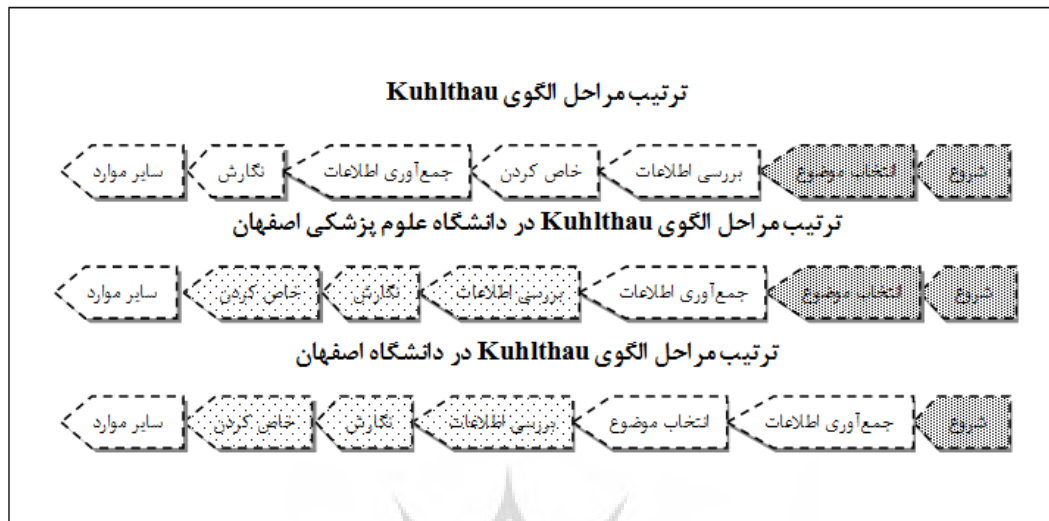 ترتیب مراحل الگوی Kuhlthau
شروع انتخاب موضوع بررسی اطلاعات خاص کردن جمع‌آوری اطلاعات نگارش سایر موارد
ترتیب مراحل الگوی Kuhlthau در دانشگاه علوم پزشکی اصفهان
شروع انتخاب موضوع جمع‌آوری اطلاعات بررسی اطلاعات نگارش خاص کردن سایر موارد
ترتیب مراحل الگوی Kuhlthau در دانشگاه اصفهان
شروع جمع‌آوری اطلاعات انتخاب موضوع بررسی اطلاعات نگارش خاص کردن سایر موارد